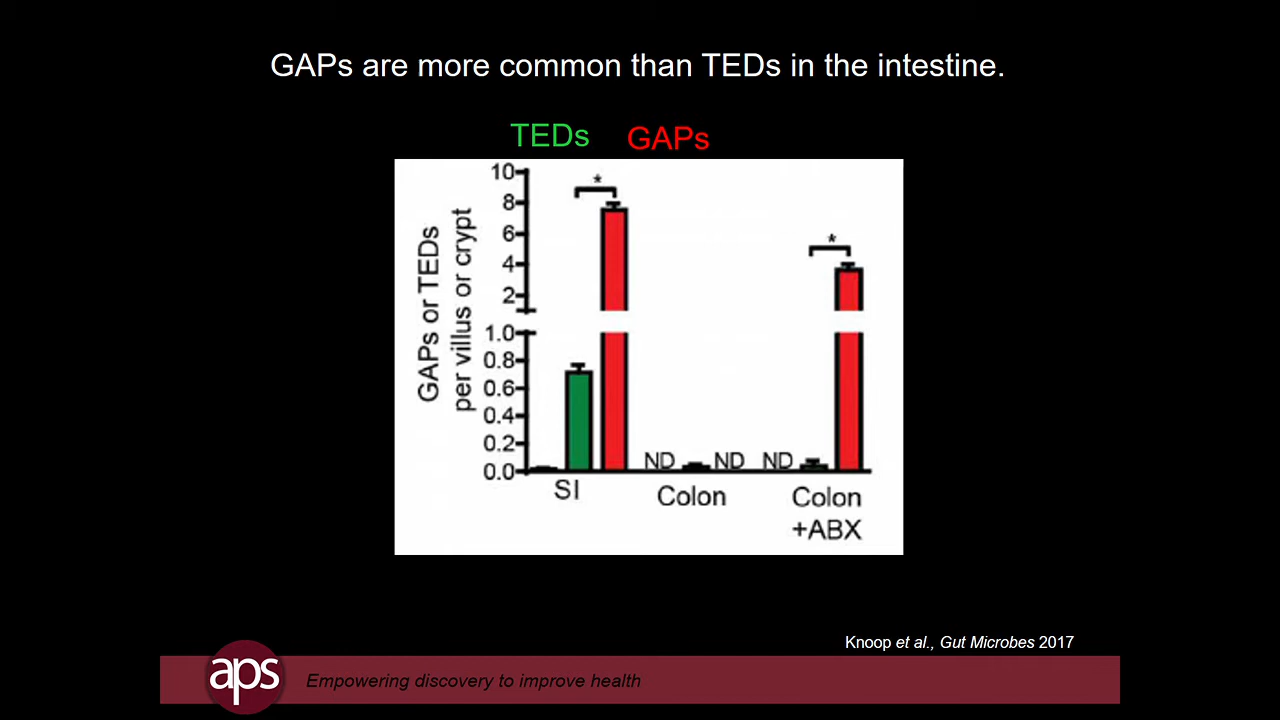 GAPs are more common than TEDs in the intestine.
TEDs GAPs
GAPs or TEDs
per villus or crypt
10
8
6
4
2
1.0
0.8
0.6
0.4
0.2
0.0
*
*
ND ND ND
SI Colon Colon
+ABX
Knoop et al., Gut Microbes 2017
aps Empowering discovery to improve health